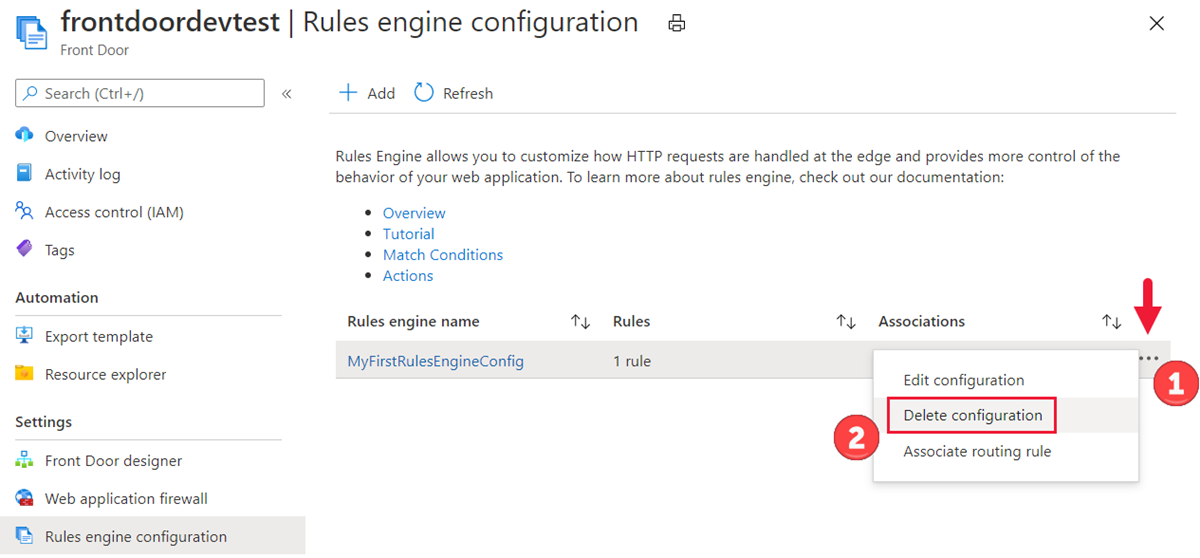 frontdoordevtest | Rules engine configuration
Front Door
Search (Ctrl+/)
«
Overview
Activity log
Access control (IAM)
Tags
Automation
Export template
Resource explorer
Settings
Front Door designer
Web application firewall
Rules engine configuration
Add
Refresh
Rules Engine allows you to customize how HTTP requests are handled at the edge and provides more control of the
behavior of your web application. To learn more about rules engine, check out our documentation:
• Overview
• Tutorial
• Match Conditions
• Actions
Rules engine name ↑↓ Rules ↑↓ Associations ↑↓
MyFirstRulesEngineConfig 1 rule ...
1
Edit configuration
2 Delete configuration
Associate routing rule